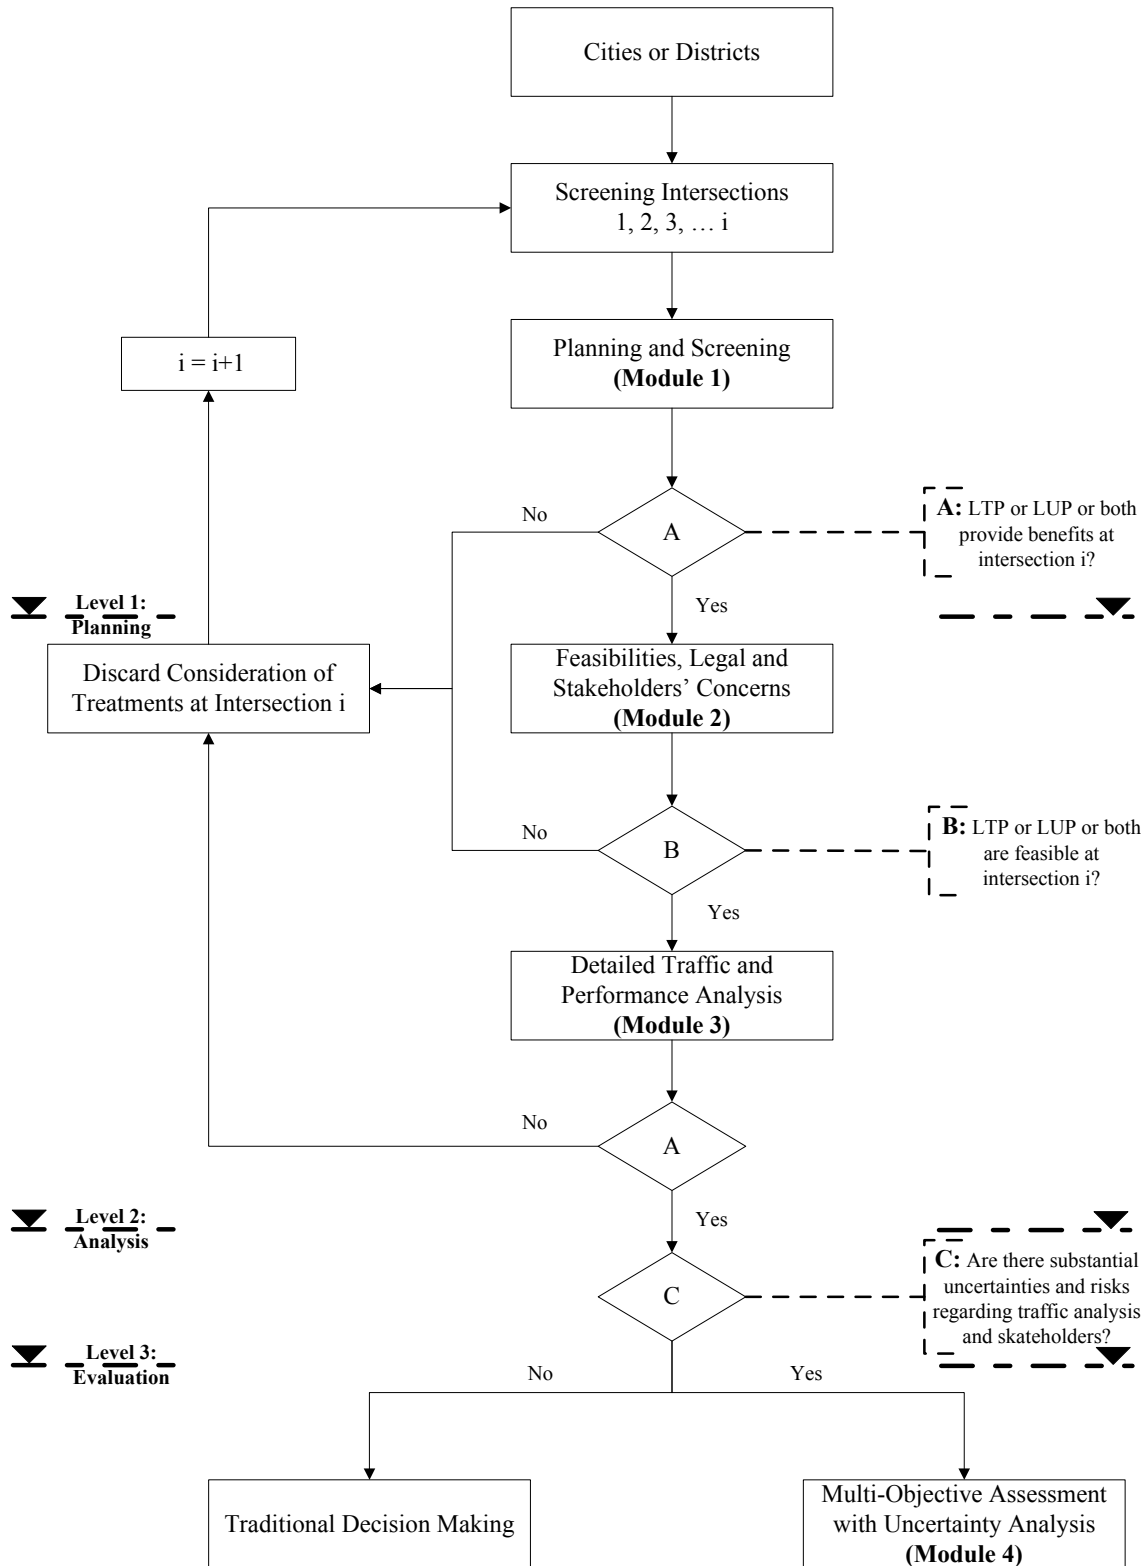 Cities or Districts
Screening Intersections
1, 2, 3, … i
Planning and Screening
(Module 1)
i = i+1
No
A
A: LTP or LUP or both
provide benefits at
intersection i?
Yes
Level 1:
Planning
Discard Consideration of
Treatments at Intersection i
Feasibilities, Legal and
Stakeholders’ Concerns
(Module 2)
No
B
B: LTP or LUP or both
are feasible at
intersection i?
Yes
Detailed Traffic and
Performance Analysis
(Module 3)
No
A
Yes
Level 2:
Analysis
C
C: Are there substantial
uncertainties and risks
regarding traffic analysis
and skateholders?
Level 3:
Evaluation
No
Yes
Traditional Decision Making
Multi-Objective Assessment
with Uncertainty Analysis
(Module 4)